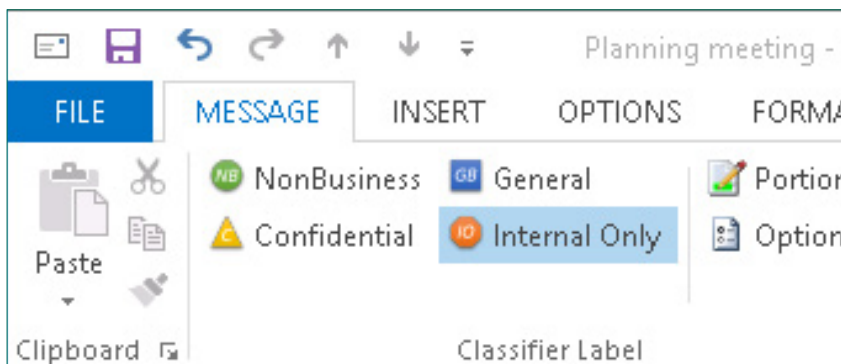 Planning meeting -
FILE MESSAGE INSERT OPTIONS FORMA
NB NonBusiness GB General Portion
C Confidential IO Internal Only Option
Paste
Clipboard Classifier Label